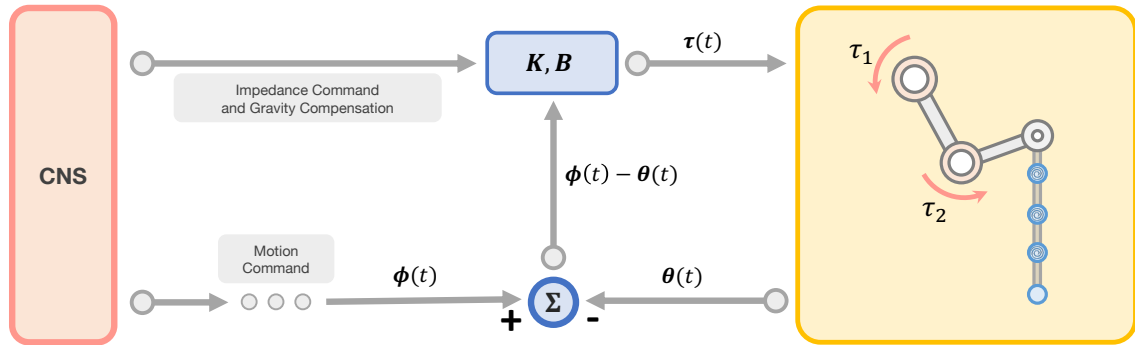 CNS
Impedance Command
and Gravity Compensation
K, B
τ(t)
τ₁
τ₂
ϕ(t) − θ(t)
Motion
Command
ϕ(t)
Σ
+
-
θ(t)